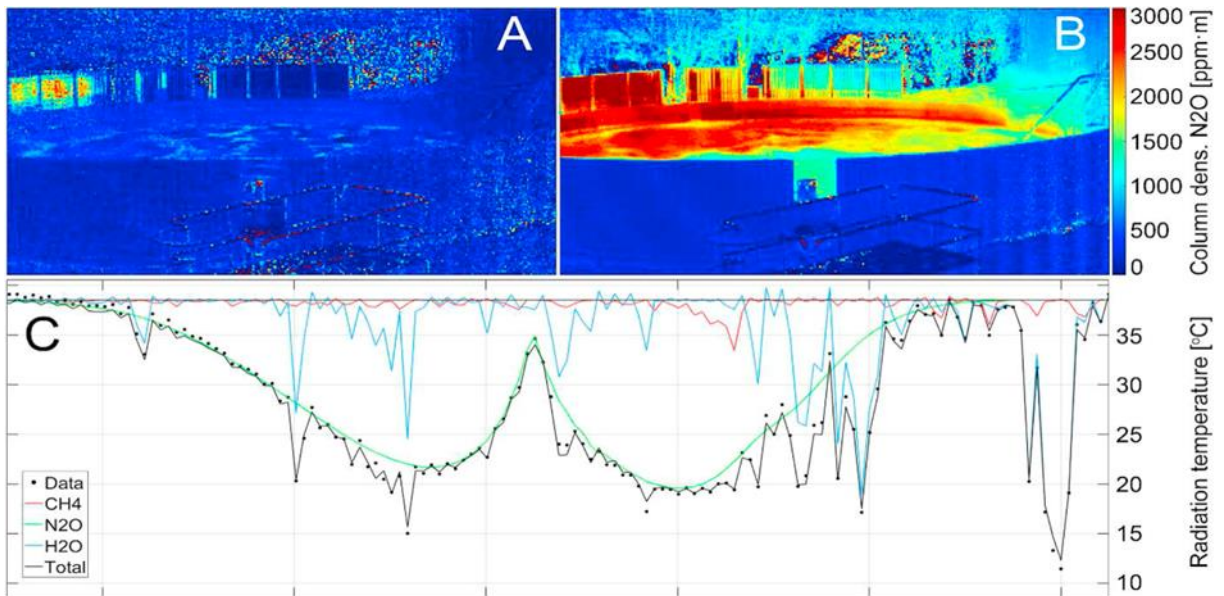 A
B
3000
2500
2000
1500
1000
500
0
Column dens. N2O [ppm·m]
C
35
30
25
20
15
10
Radiation temperature [°C]
Data
CH4
N2O
H2O
Total